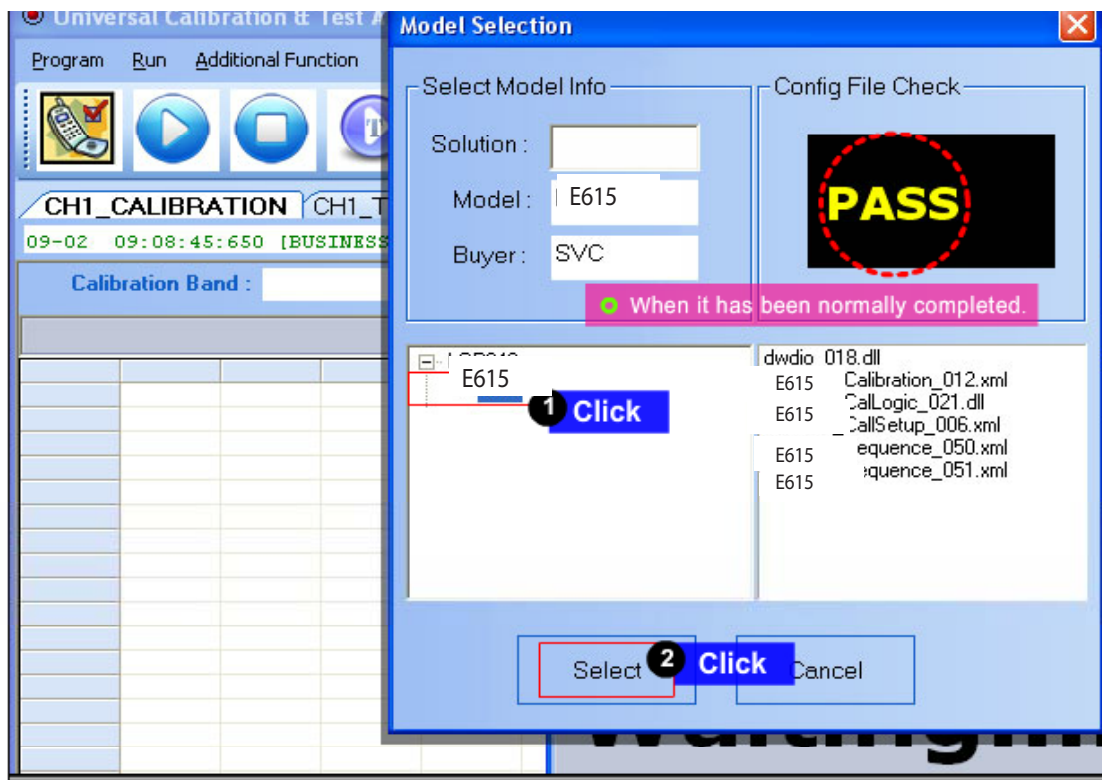 Universal Calibration & Test
Model Selection
Program Run Additional Function
Select Model Info
Config File Check
Solution :
Model : E615
Buyer : SVC
PASS
When it has been normally completed.
CH1_CALIBRATION CH1_T
09-02 09:08:45:650 [BUSINESS
Calibration Band :
E615
1 Click
dwdio_018.dll
E615 Calibration_012.xml
E615 CalLogic_021.dll
CallSetup_006.xml
E615 equence_050.xml
E615 equence_051.xml
Select 2 Click Cancel